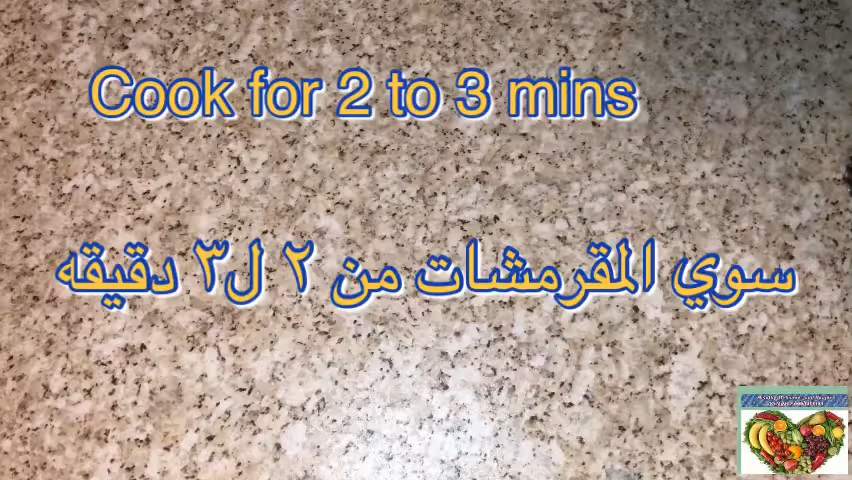 Cook for 2 to 3 mins
سوي المقرمشات من ٢ ل٣ دقيقه